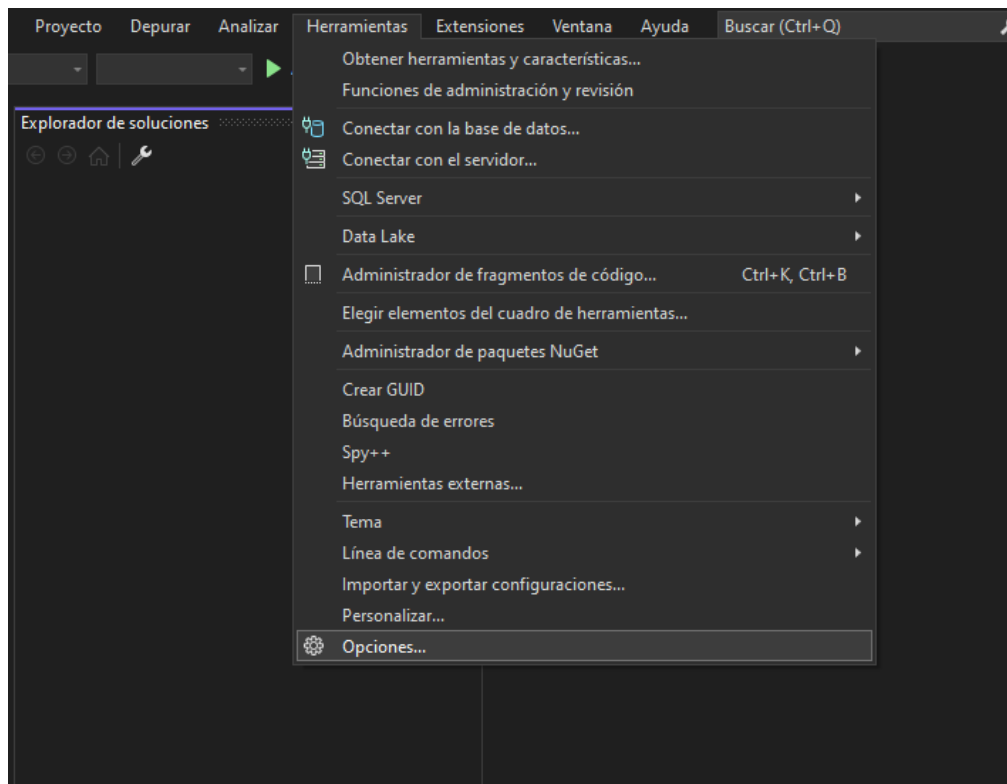 Proyecto Depurar Analizar Herramientas Extensiones Ventana Ayuda Buscar (Ctrl+Q)
Obtener herramientas y características...
Funciones de administración y revisión
Explorador de soluciones
Conectar con la base de datos...
Conectar con el servidor...
SQL Server
Data Lake
Administrador de fragmentos de código... Ctrl+K, Ctrl+B
Elegir elementos del cuadro de herramientas...
Administrador de paquetes NuGet
Crear GUID
Búsqueda de errores
Spy++
Herramientas externas...
Tema
Línea de comandos
Importar y exportar configuraciones...
Personalizar...
Opciones...